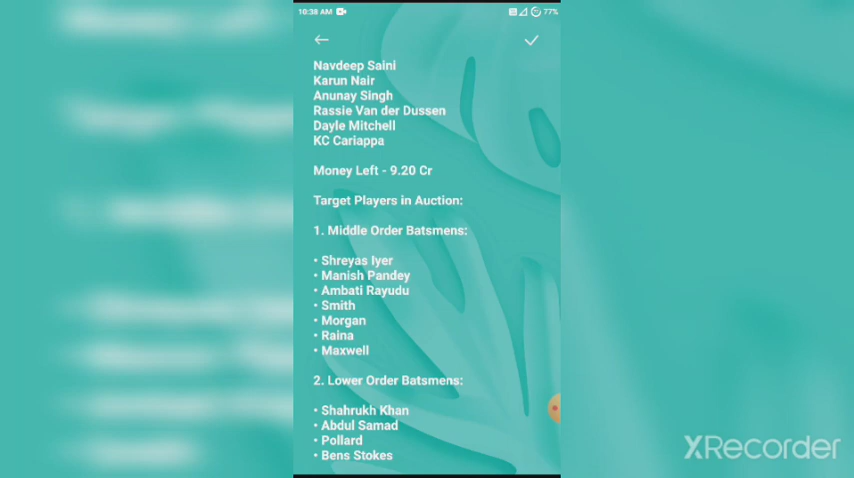 10:38 AM
77%
Navdeep Saini
Karun Nair
Anunay Singh
Rassie Van der Dussen
Dayle Mitchell
KC Cariappa
Money Left - 9.20 Cr
Target Players in Auction:
1. Middle Order Batsmens:
• Shreyas Iyer
• Manish Pandey
• Ambati Rayudu
• Smith
• Morgan
• Raina
• Maxwell
2. Lower Order Batsmens:
• Shahrukh Khan
• Abdul Samad
• Pollard
• Bens Stokes
XRecorder